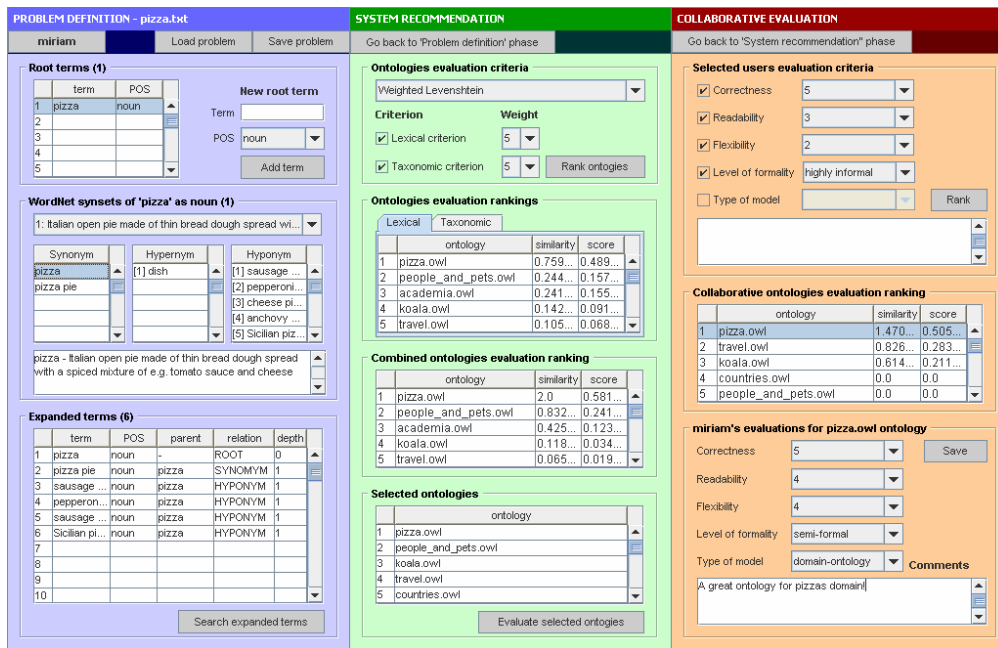 PROBLEM DEFINITION - pizza.txt
miriam Load problem Save problem
Root terms (1)
term POS
1 pizza noun
2
3
4
5
New root term
Term
POS noun
Add term
WordNet synsets of 'pizza' as noun (1)
1: Italian open pie made of thin bread dough spread wi...
Synonym Hypernym Hyponym
pizza [1] dish [1] sausage ...
pizza pie [2] pepperoni...
[3] cheese pi...
[4] anchovy ...
[5] Sicilian piz...
pizza - Italian open pie made of thin bread dough spread
with a spiced mixture of e.g. tomato sauce and cheese
Expanded terms (6)
term POS parent relation depth
1 pizza noun - ROOT 0
2 pizza pie noun pizza SYNOMYM 1
3 sausage ... noun pizza HYPONYM 1
4 pepperon... noun pizza HYPONYM 1
5 sausage ... noun pizza HYPONYM 1
6 Sicilian pi... noun pizza HYPONYM 1
7
8
9
10
Search expanded terms
SYSTEM RECOMMENDATION
Go back to 'Problem definition' phase
Ontologies evaluation criteria
Weighted Levenshtein
Criterion Weight
Lexical criterion 5
Taxonomic criterion 5 Rank ontogies
Ontologies evaluation rankings
Lexical Taxonomic
ontology similarity score
1 pizza.owl 0.759... 0.489...
2 people_and_pets.owl 0.244... 0.157...
3 academia.owl 0.241... 0.155...
4 koala.owl 0.142... 0.091...
5 travel.owl 0.105... 0.068...
Combined ontologies evaluation ranking
ontology similarity score
1 pizza.owl 2.0 0.581...
2 people_and_pets.owl 0.832... 0.241...
3 academia.owl 0.425... 0.123...
4 koala.owl 0.118... 0.034...
5 travel.owl 0.065... 0.019...
Selected ontologies
ontology
1 pizza.owl
2 people_and_pets.owl
3 koala.owl
4 travel.owl
5 countries.owl
Evaluate selected ontogies
COLLABORATIVE EVALUATION
Go back to 'System recommendation" phase
Selected users evaluation criteria
Correctness 5
Readability 3
Flexibility 2
Level of formality highly informal
Type of model Rank
Collaborative ontologies evaluation ranking
ontology similarity score
1 pizza.owl 1.470... 0.505...
2 travel.owl 0.826... 0.283...
3 koala.owl 0.614... 0.211...
4 countries.owl 0.0 0.0
5 people_and_pets.owl 0.0 0.0
miriam's evaluations for pizza.owl ontology
Correctness 5 Save
Readability 4
Flexibility 4
Level of formality semi-formal
Type of model domain-ontology Comments
A great ontology for pizzas domain!